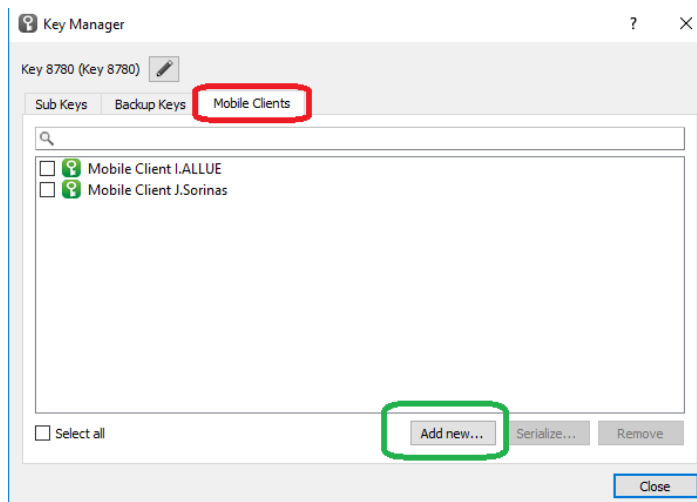 Key Manager
Key 8780 (Key 8780)
Sub Keys Backup Keys Mobile Clients
Mobile Client I.ALLUE
Mobile Client J.Sorinas
Select all Add new... Serialize... Remove
Close